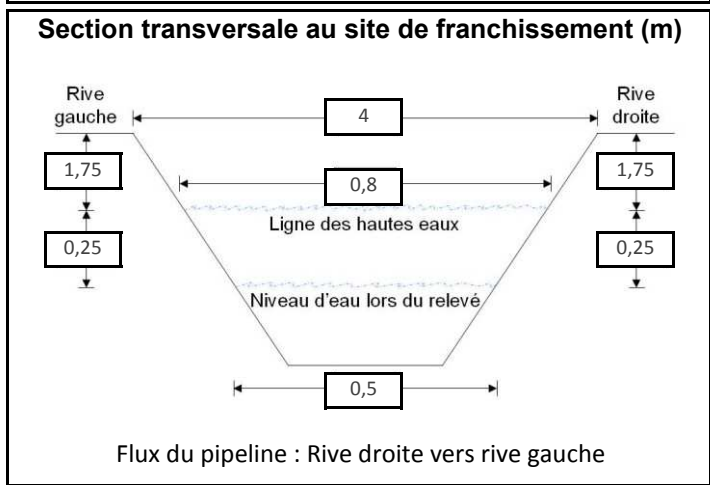 Section transversale au site de franchissement (m)
Rive gauche
4
Rive droite
1,75
0,8
1,75
Ligne des hautes eaux
0,25
0,25
Niveau d'eau lors du relevé
0,5
Flux du pipeline : Rive droite vers rive gauche